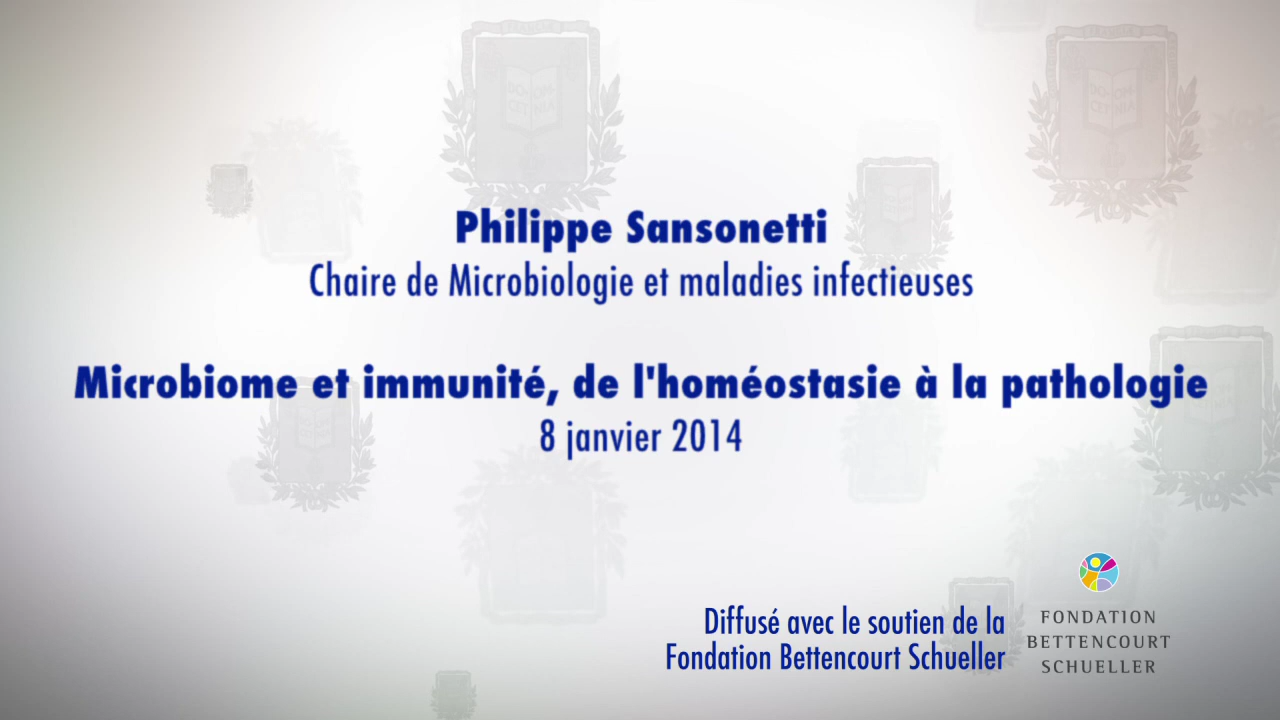 Philippe Sansonetti
Chaire de Microbiologie et maladies infectieuses
Microbiome et immunité, de l'homéostasie à la pathologie
8 janvier 2014
Diffusé avec le soutien de la
Fondation Bettencourt Schueller
FONDATION
BETTENCOURT
SCHUELLER